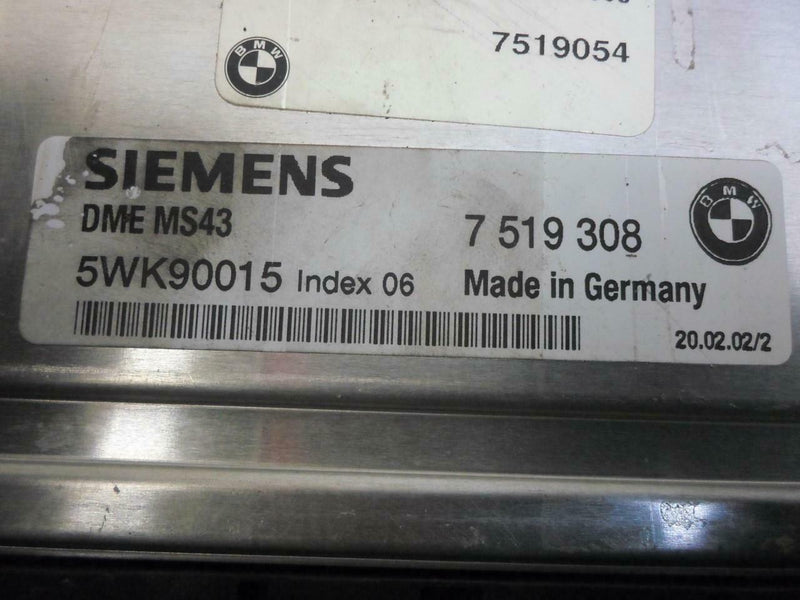 BMW
7519054
SIEMENS
DME MS43
7 519 308
BMW
5WK90015 Index 06
Made in Germany
20.02.02/2